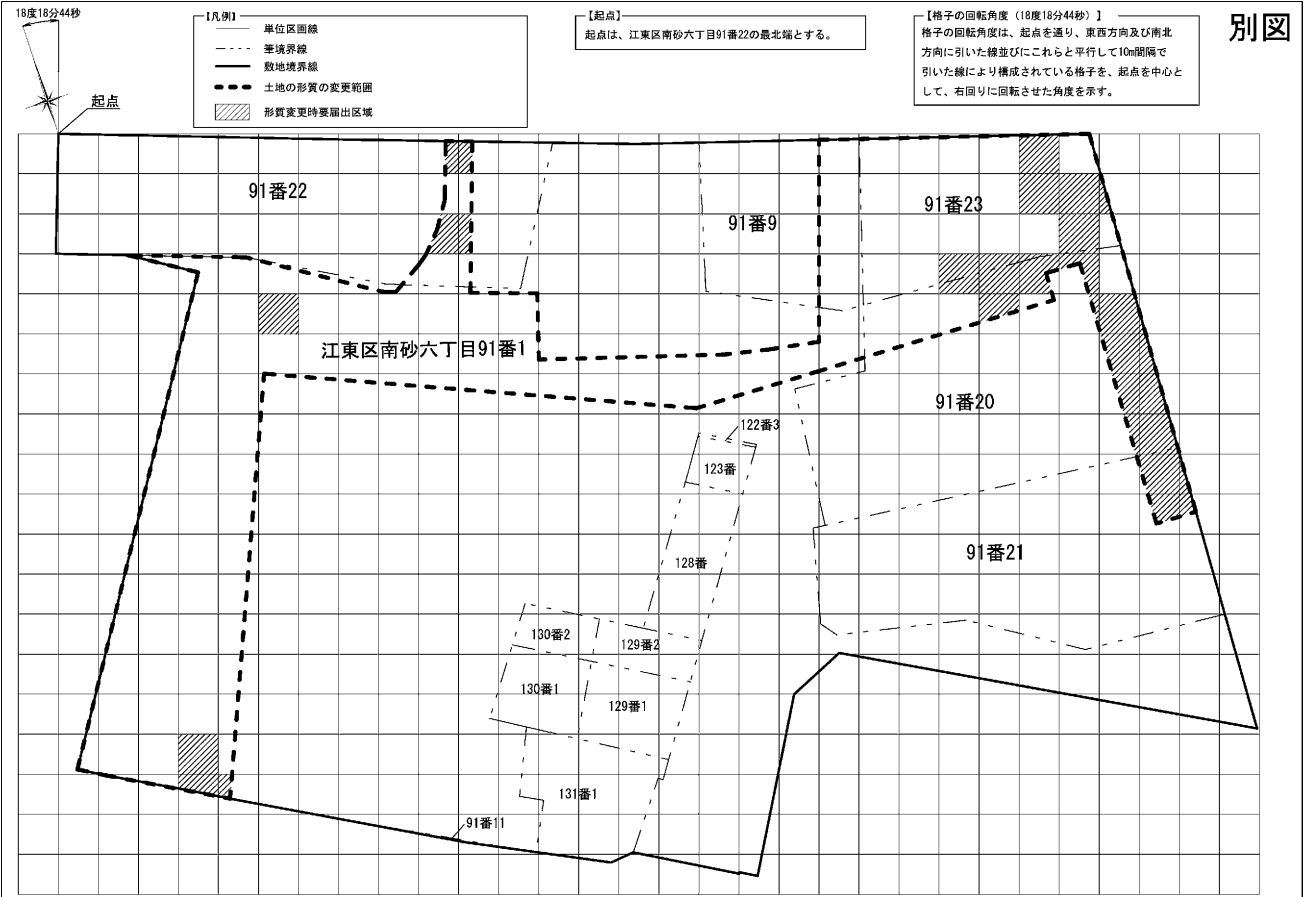 別図
18度18分44秒
起点
【凡例】
単位区画線
筆境界線
敷地境界線
土地の形質の変更範囲
形質変更時要届出区域
【起点】
起点は、江東区南砂六丁目91番22の最北端とする。
【格子の回転角度（18度18分44秒）】
格子の回転角度は、起点を通り、東西方向及び南北
方向に引いた線並びにこれらと平行して10m間隔で
引いた線により構成されている格子を、起点を中心と
して、右回りに回転させた角度を示す。
91番22
91番9
91番23
江東区南砂六丁目91番1
91番20
122番3
123番
91番21
128番
130番2
129番2
130番1
129番1
131番1
91番11